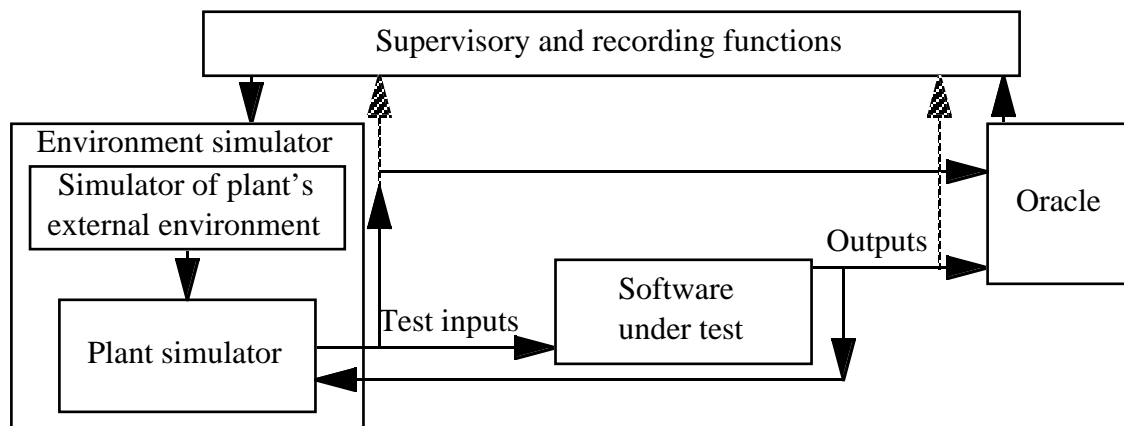 Supervisory and recording functions
Environment simulator
Simulator of plant’s
external environment
Oracle
Outputs
Software
under test
Test inputs
Plant simulator